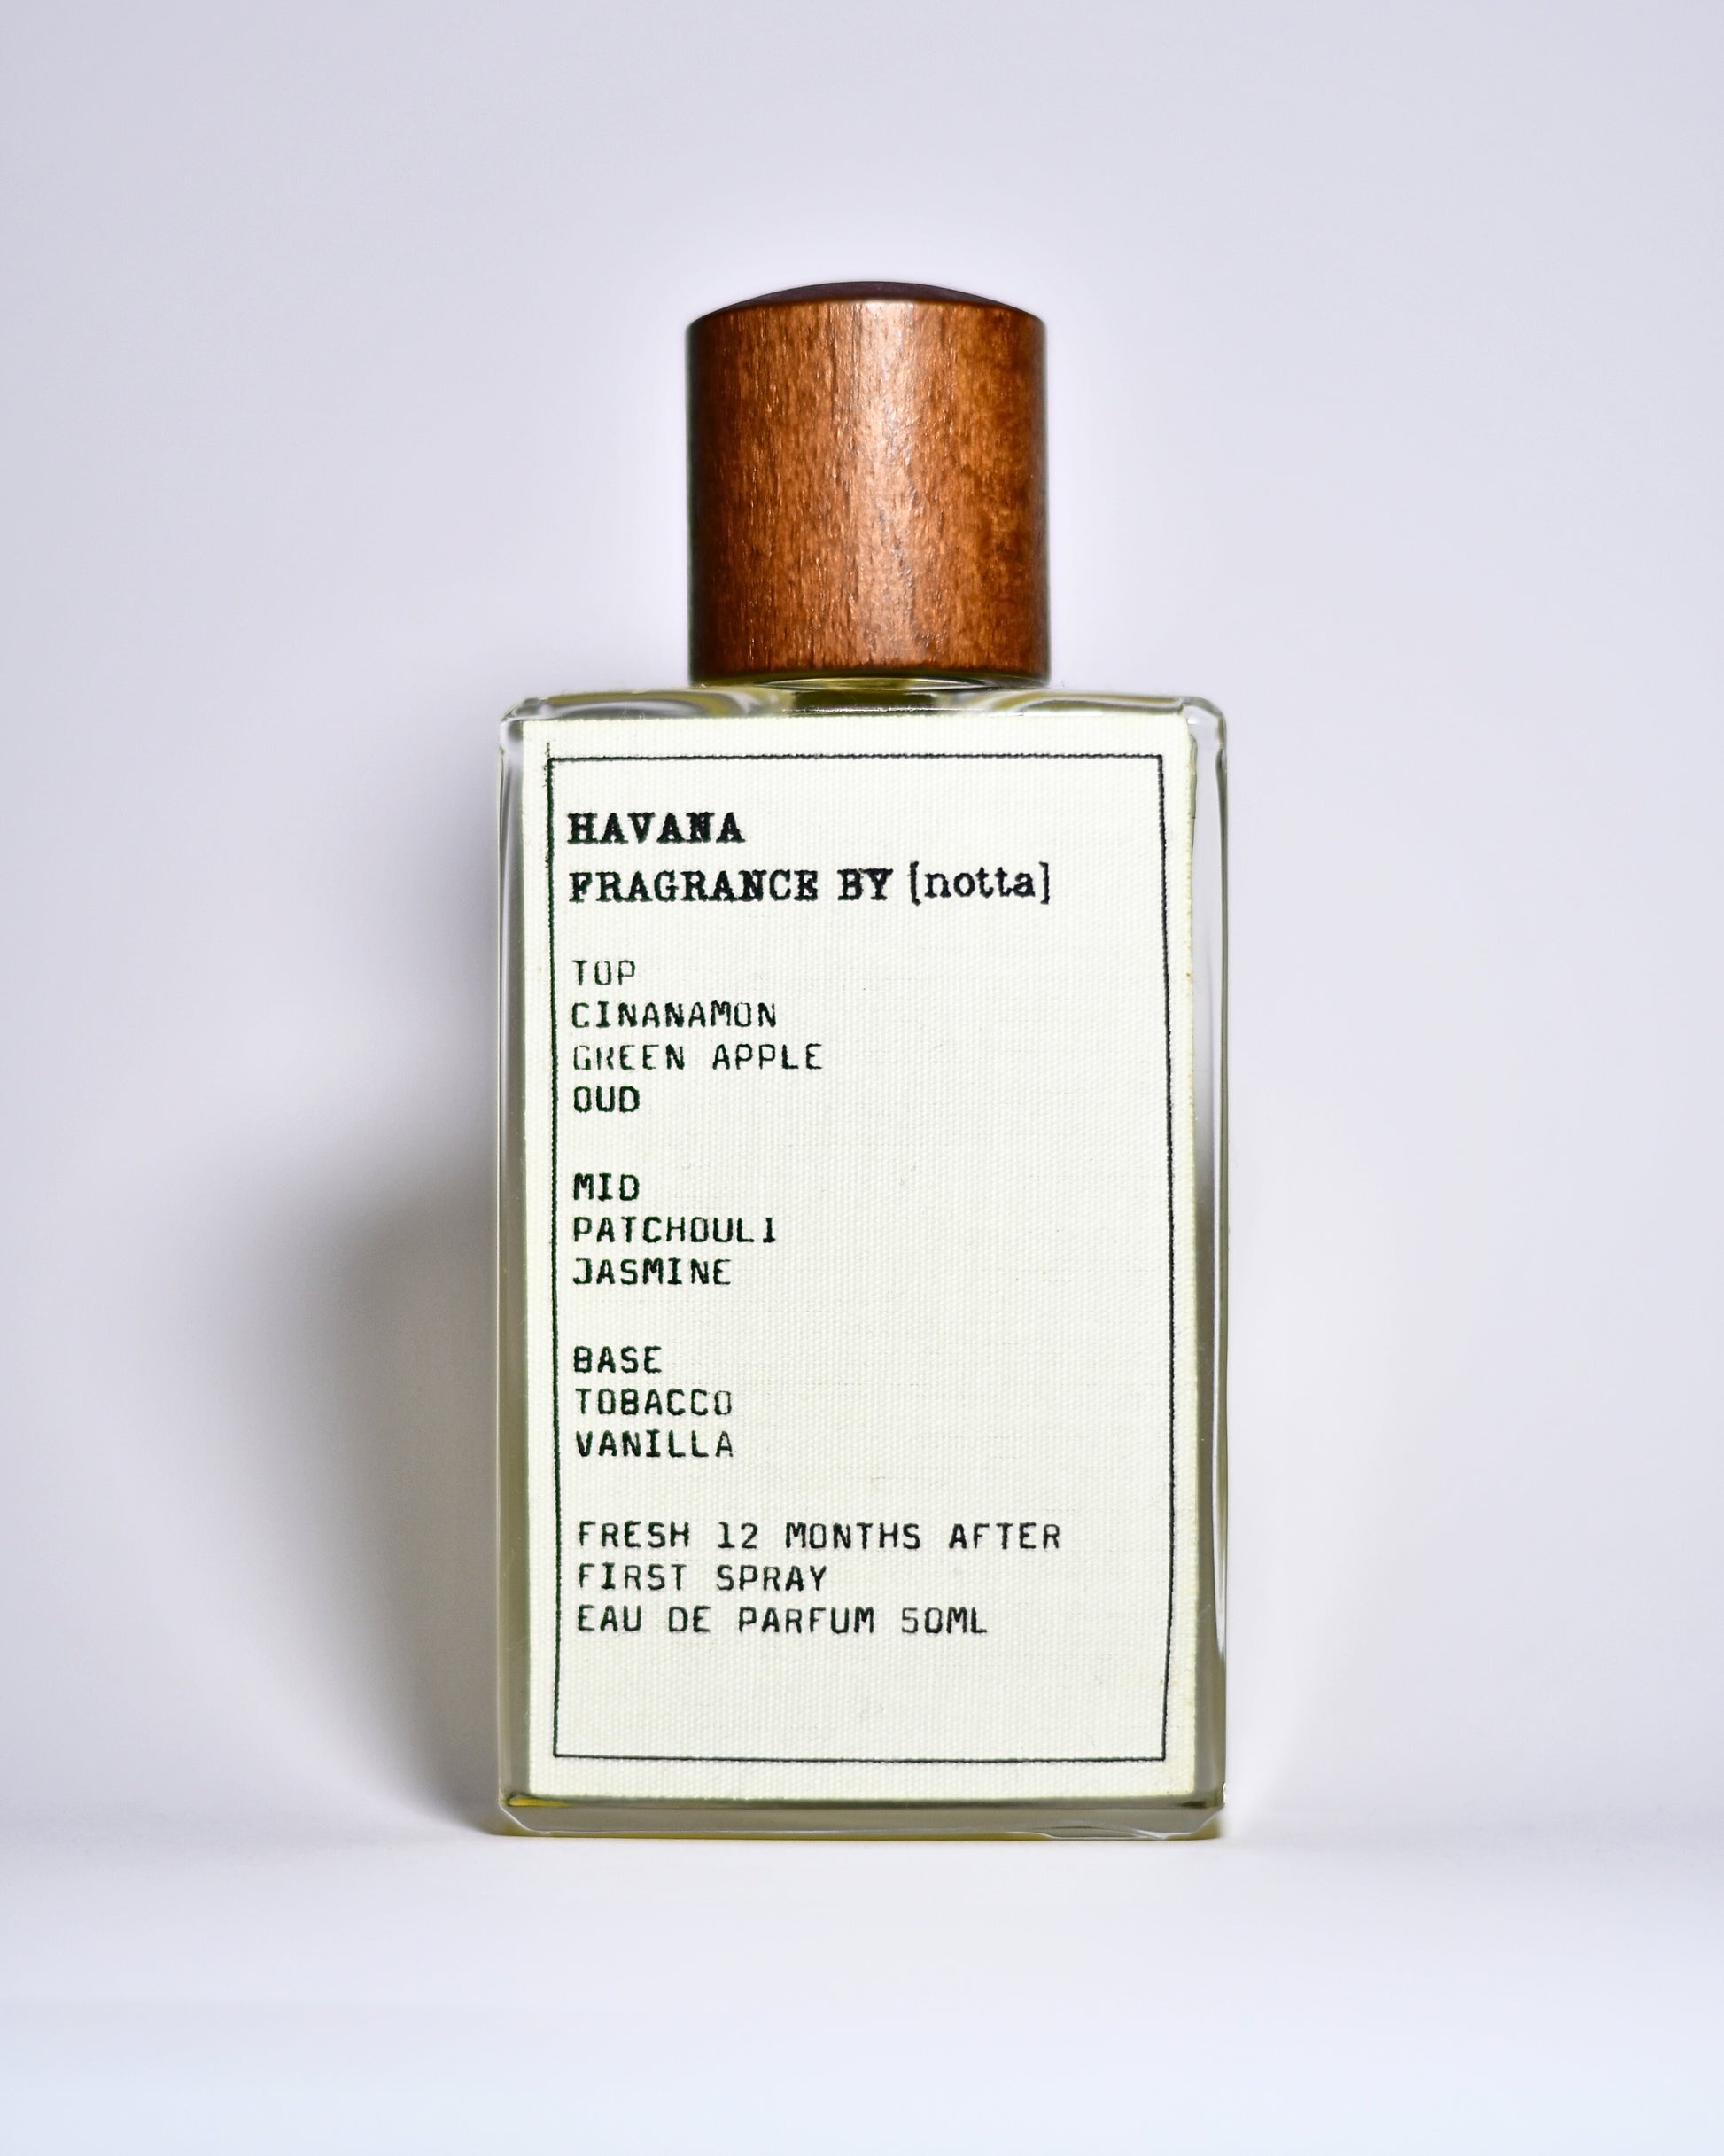 HAVANA
FRAGRANCE BY [notta]
TOP
CINANAMON
GREEN APPLE
OUD
MID
PATCHOULI
JASMINE
BASE
TOBACCO
VANILLA
FRESH 12 MONTHS AFTER
FIRST SPRAY
EAU DE PARFUM 50ML